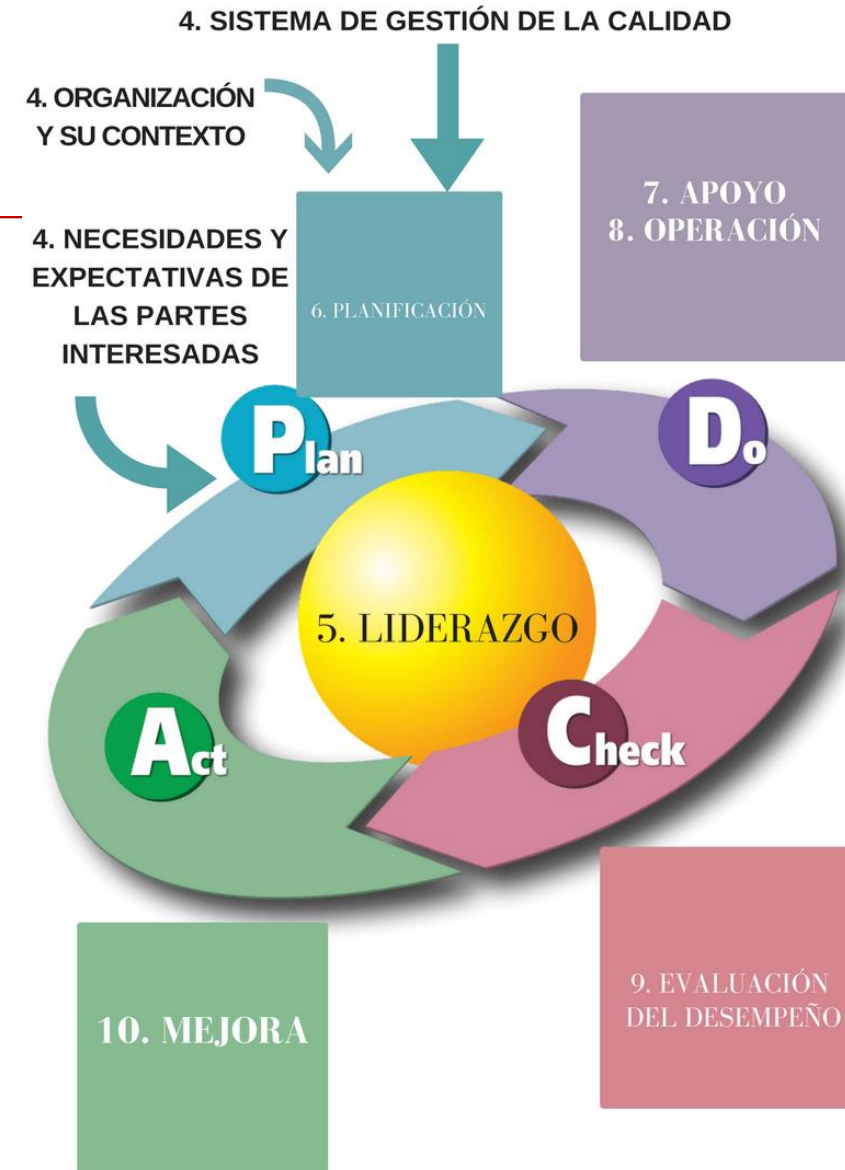 4. SISTEMA DE GESTIÓN DE LA CALIDAD
4. ORGANIZACIÓN
Y SU CONTEXTO
7. APOYO
8. OPERACIÓN
4. NECESIDADES Y
EXPECTATIVAS DE
LAS PARTES
INTERESADAS
6. PLANIFICACIÓN
Plan
Do
5. LIDERAZGO
Act
Check
10. MEJORA
9. EVALUACIÓN
DEL DESEMPEÑO